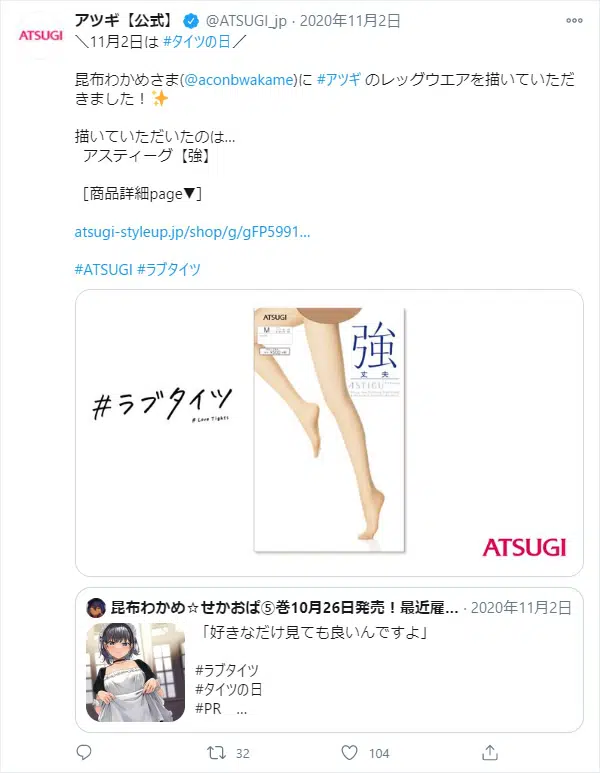 ATSUGI
アツギ【公式】 @ATSUGI_jp · 2020年11月2日
＼11月2日は #タイツの日／
昆布わかめさま(@aconbwakame)に #アツギ のレッグウエアを描いていただ
きました！✨
描いていただいたのは…
アスティーグ【強】
［商品詳細page▼］
atsugi-styleup.jp/shop/g/gFP5991…
#ATSUGI #ラブタイツ
ATSUGI
M
強
丈夫
ASTIGU
#ラブタイツ
# Love Tights
ATSUGI
昆布わかめ☆せかおぱ⑤巻10月26日発売！最近雇… · 2020年11月2日
「好きなだけ見ても良いんですよ」
#ラブタイツ
#タイツの日
#PR …
32
104